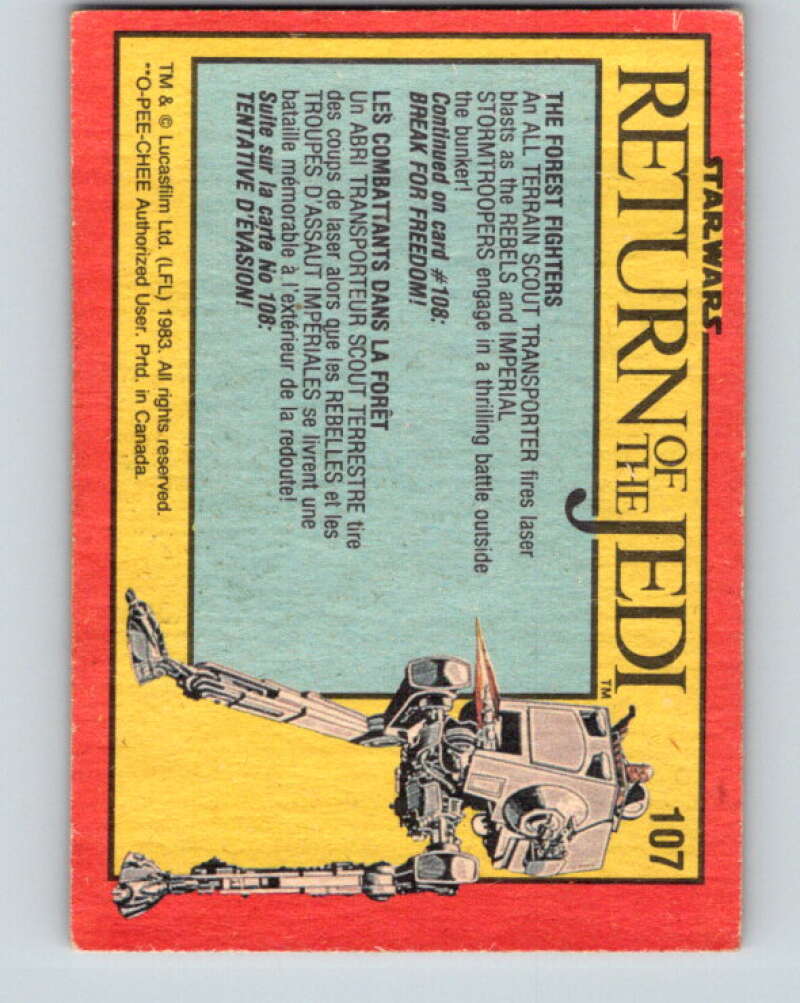 STAR WARS
RETURN OF THE JEDI™
107
THE FOREST FIGHTERS
An ALL TERRAIN SCOUT TRANSPORTER fires laser
blasts as the REBELS and IMPERIAL
STORMTROOPERS engage in a thrilling battle outside
the bunker!
Continued on card #108:
BREAK FOR FREEDOM!
LES COMBATTANTS DANS LA FORÊT
Un ABRI TRANSPORTEUR SCOUT TERRESTRE tire
des coups de laser alors que les REBELLES et les
TROUPES D'ASSAUT IMPÉRIALES se livrent une
bataille mémorable à l'extérieur de la redoute!
Suite sur la carte No 108:
TENTATIVE D'EVASION!
TM & © Lucasfilm Ltd. (LFL) 1983. All rights reserved.
**O-PEE-CHEE Authorized User. Prtd. in Canada.